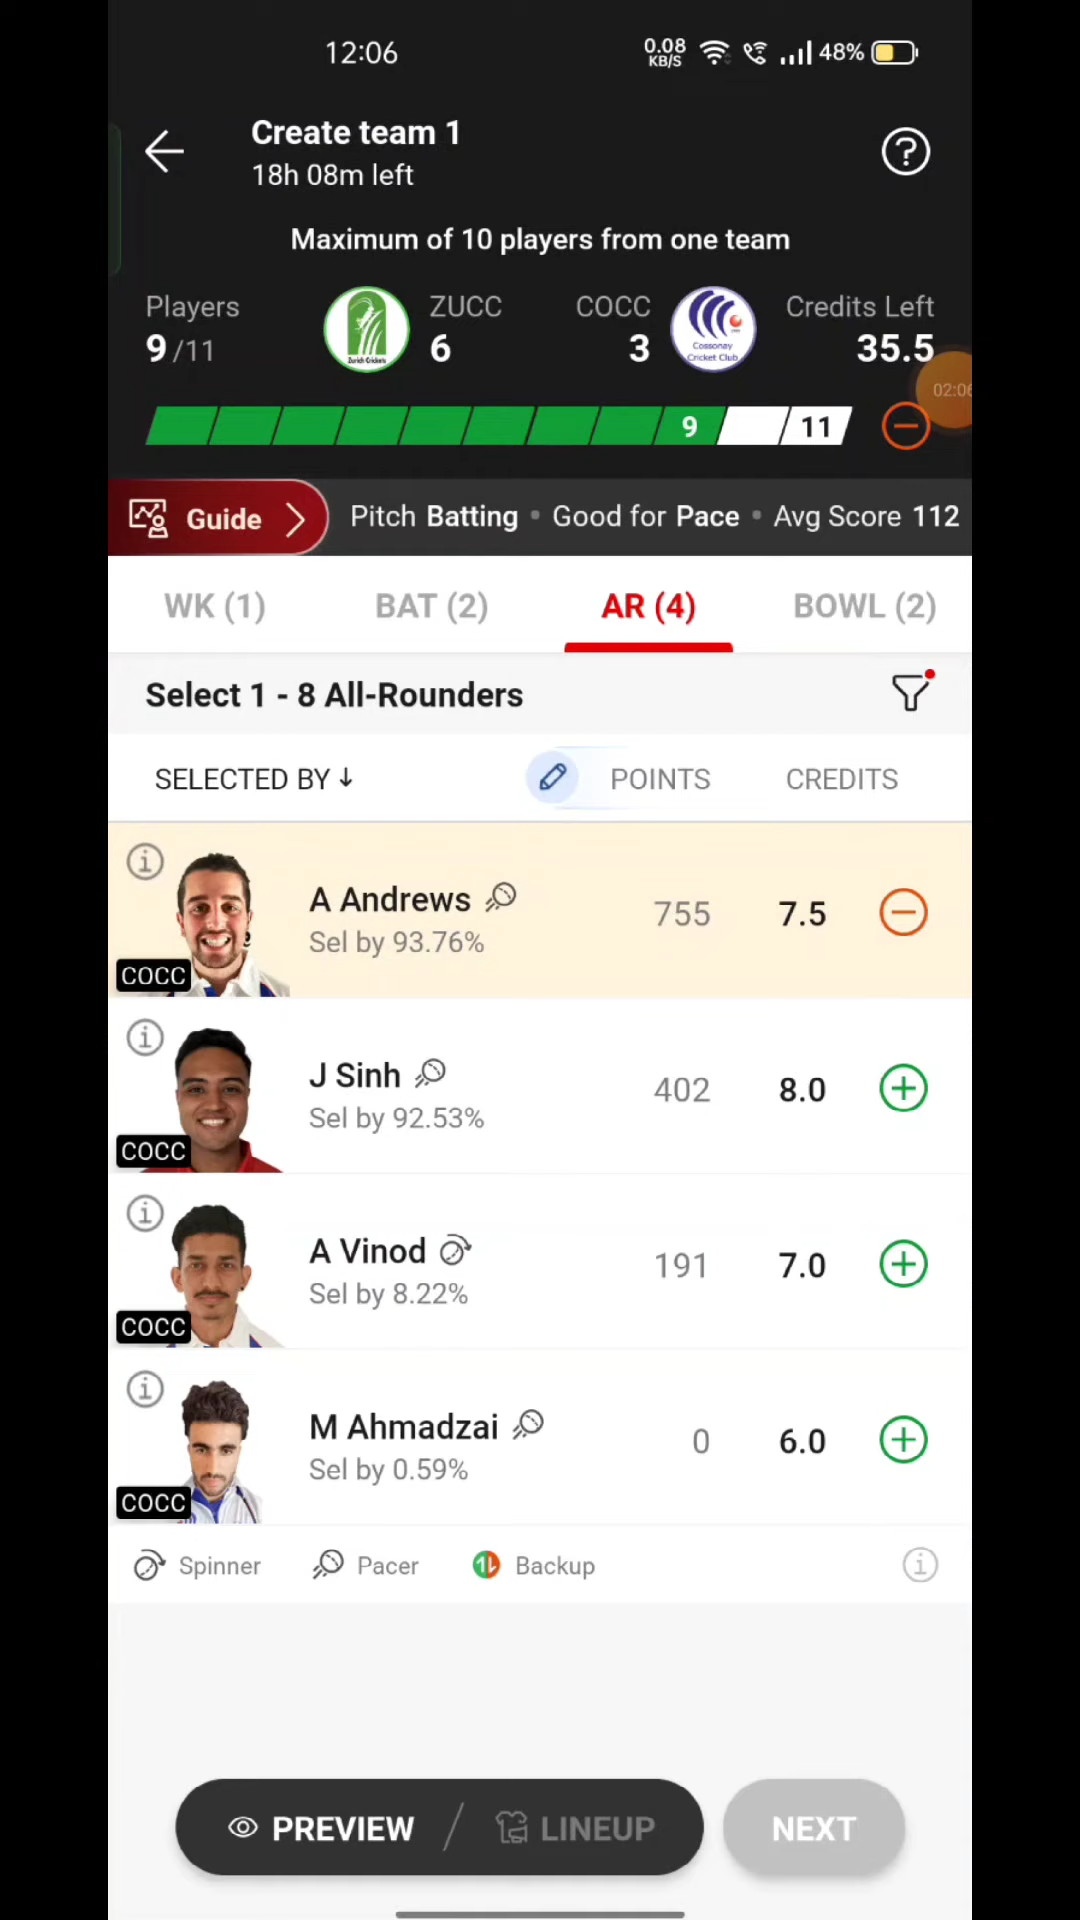 12:06
0.08 KB/S
48%
Create team 1
18h 08m left
Maximum of 10 players from one team
Players
9/11
ZUCC
6
COCC
3
Credits Left
35.5
Zurich Crickets
Cossonay
Cricket Club
02:06
9
11
Guide
Pitch Batting • Good for Pace • Avg Score 112
WK (1)
BAT (2)
AR (4)
BOWL (2)
Select 1 - 8 All-Rounders
SELECTED BY ↓
POINTS
CREDITS
A Andrews
Sel by 93.76%
755
7.5
COCC
J Sinh
Sel by 92.53%
402
8.0
COCC
A Vinod
Sel by 8.22%
191
7.0
COCC
M Ahmadzai
Sel by 0.59%
0
6.0
COCC
Spinner
Pacer
Backup
PREVIEW / LINEUP
NEXT